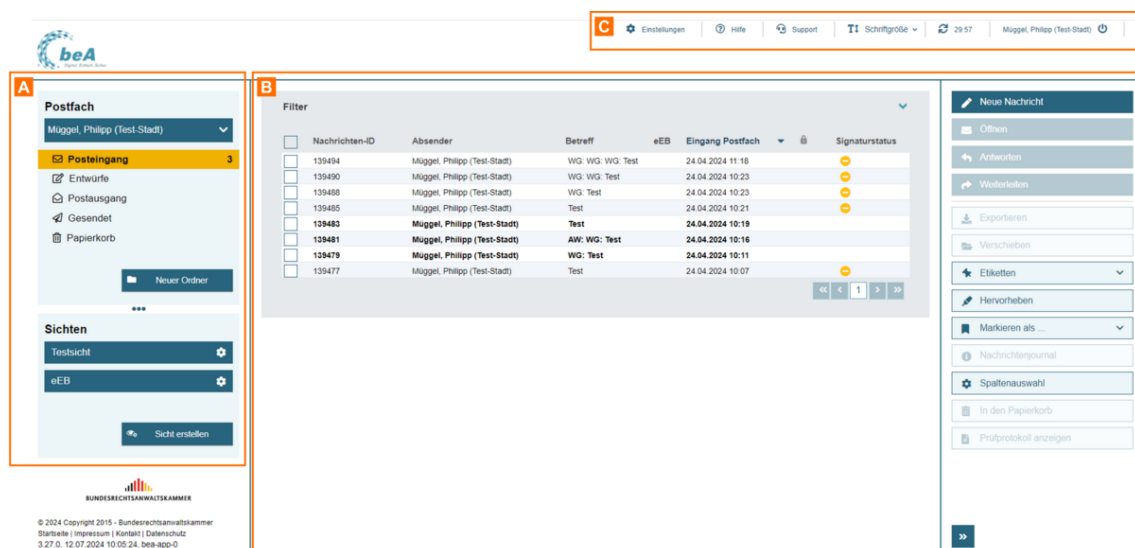 C
Einstellungen
Hilfe
Support
Schriftgröße
29:57
Müggel, Philipp (Test-Stadt)
beA
A
B
Postfach
Müggel, Philipp (Test-Stadt)
Posteingang 3
Entwürfe
Postausgang
Gesendet
Papierkorb
Neuer Ordner
Sichten
Testsicht
eEB
Sicht erstellen
BUNDESRECHTSANWALTSKAMMER
© 2024 Copyright 2015 - Bundesrechtsanwaltskammer
Startseite | Impressum | Kontakt | Datenschutz
3.27.0. 12.07.2024 10:05:24. bea-app-0
Filter
Nachrichten-ID Absender Betreff eEB Eingang Postfach Signaturstatus
139494 Müggel, Philipp (Test-Stadt) WG: WG: WG: Test 24.04.2024 11:18
139490 Müggel, Philipp (Test-Stadt) WG: WG: Test 24.04.2024 10:23
139488 Müggel, Philipp (Test-Stadt) WG: Test 24.04.2024 10:23
139485 Müggel, Philipp (Test-Stadt) Test 24.04.2024 10:21
139483 Müggel, Philipp (Test-Stadt) Test 24.04.2024 10:19
139481 Müggel, Philipp (Test-Stadt) AW: WG: Test 24.04.2024 10:16
139479 Müggel, Philipp (Test-Stadt) WG: Test 24.04.2024 10:11
139477 Müggel, Philipp (Test-Stadt) Test 24.04.2024 10:07
« ‹ 1 › »
Neue Nachricht
Öffnen
Antworten
Weiterleiten
Exportieren
Verschieben
Etiketten
Hervorheben
Markieren als ...
Nachrichtenjournal
Spaltenauswahl
In den Papierkorb
Prüfprotokoll anzeigen
»